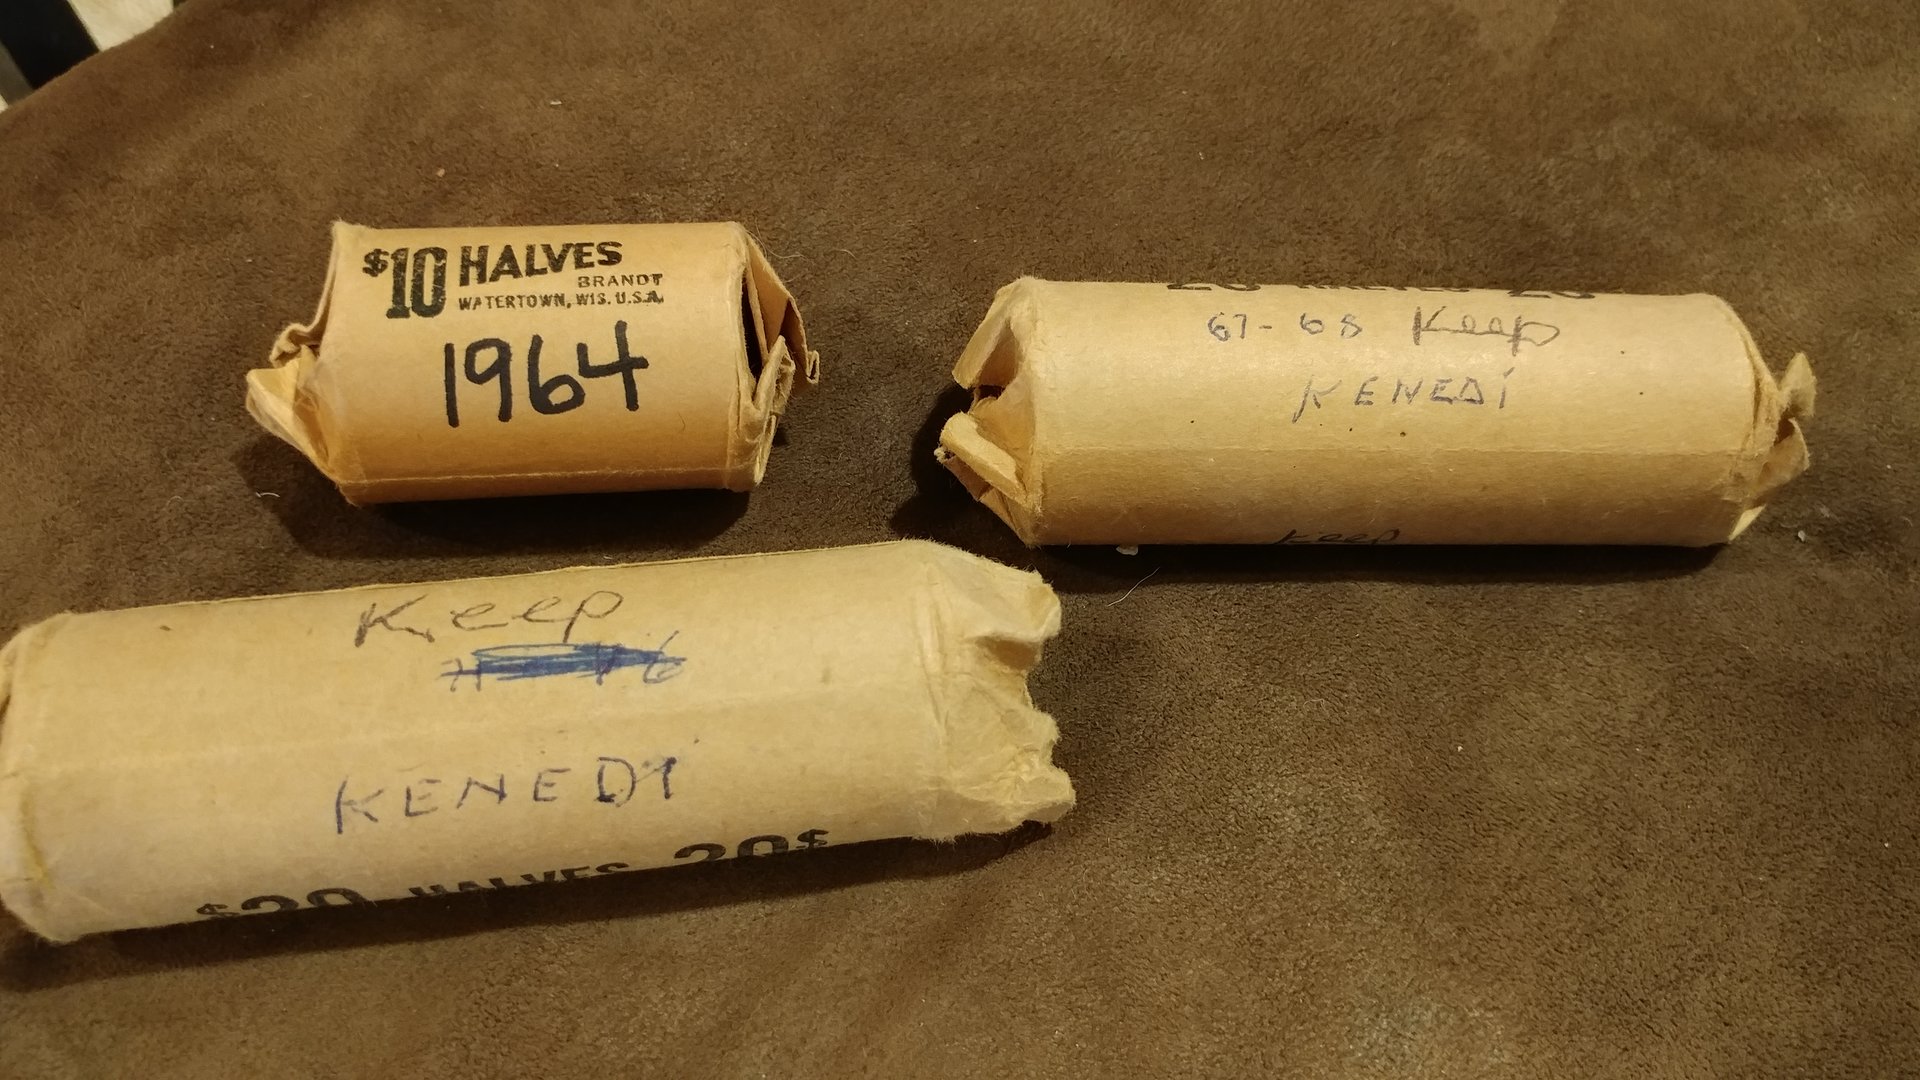 $10 HALVES
BRANDT
WATERTOWN, WIS. U.S.A.
1964
67-68 Keep
KENEDI
Keep
Keep
KENEDI
$20 HALVES 20$